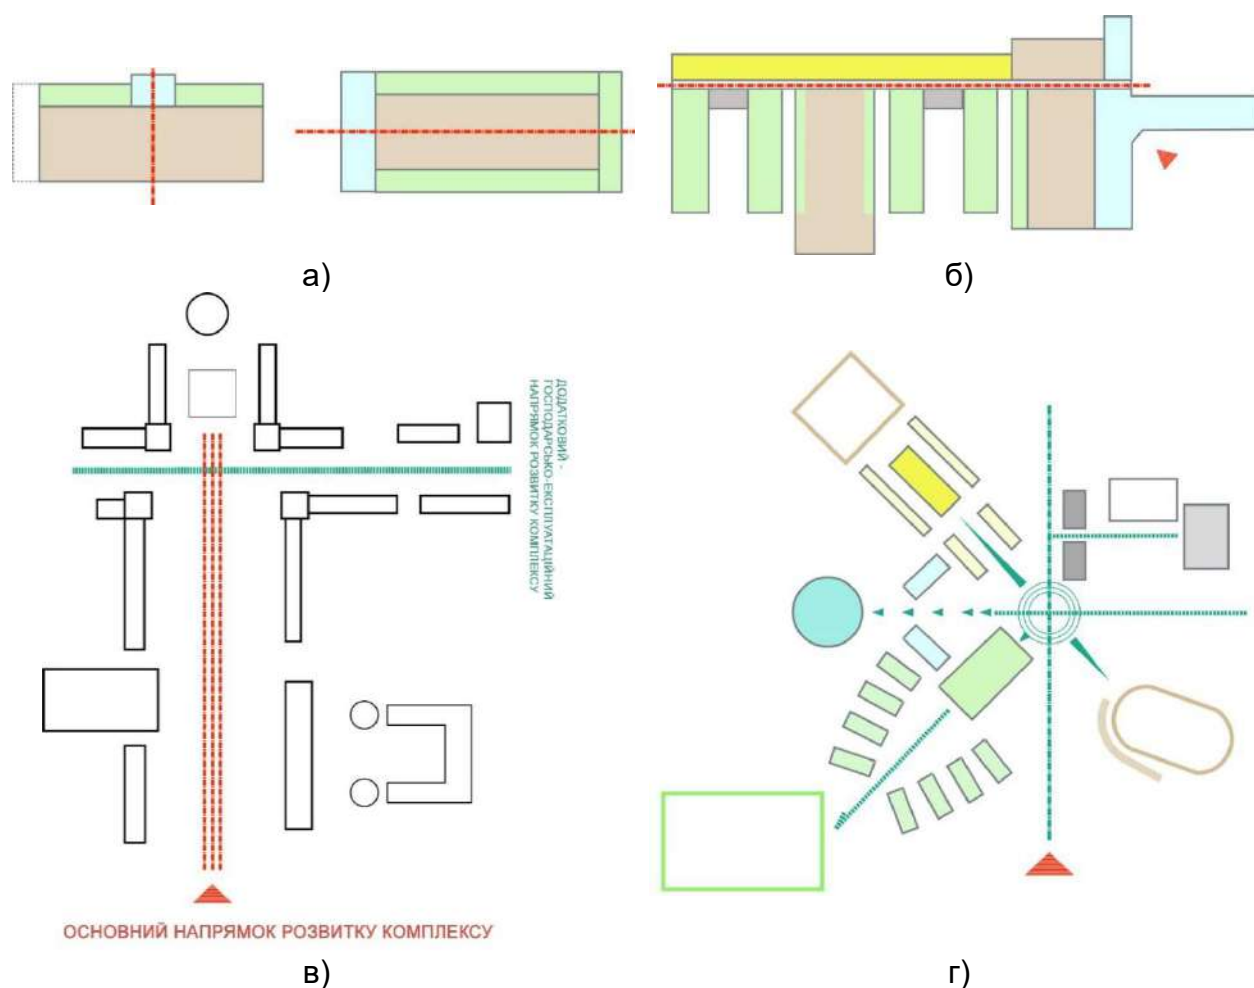 а)
б)
ДОДАТКОВИЙ -
ГОСПОДАРСЬКО-ЕКСПЛУАТАЦІЙНИЙ
НАПРЯМОК РОЗВИТКУ КОМПЛЕКСУ
ОСНОВНИЙ НАПРЯМОК РОЗВИТКУ КОМПЛЕКСУ
в)
г)